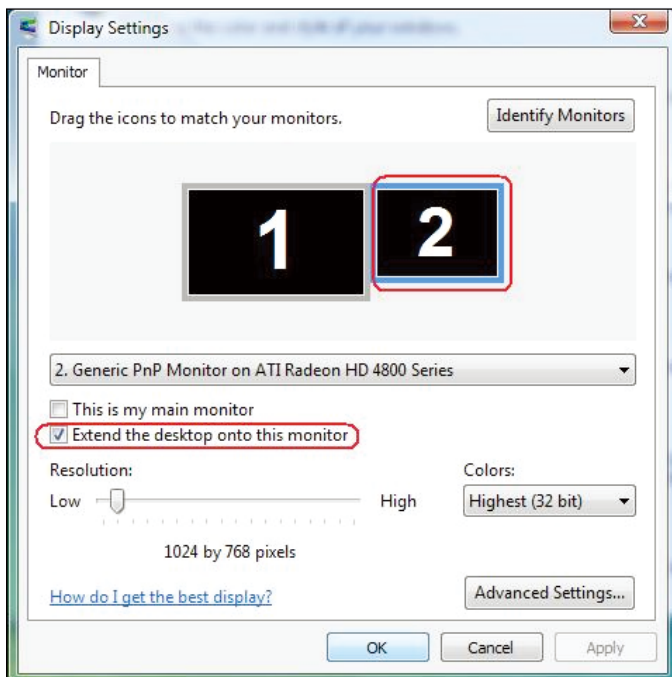 Display Settings
Monitor
Drag the icons to match your monitors.
Identify Monitors
1
2
2. Generic PnP Monitor on ATI Radeon HD 4800 Series
This is my main monitor
Extend the desktop onto this monitor
Resolution:
Colors:
Low
High
Highest (32 bit)
1024 by 768 pixels
How do I get the best display?
Advanced Settings...
OK
Cancel
Apply